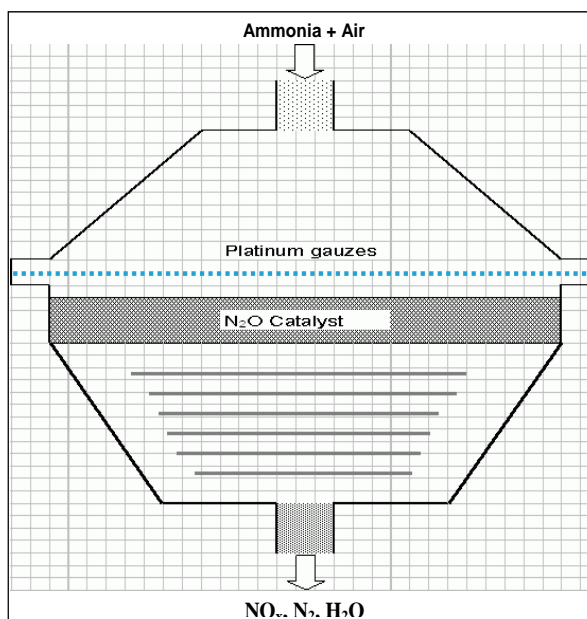 Ammonia + Air
Platinum gauzes
N₂O Catalyst
NOₓ, N₂, H₂O